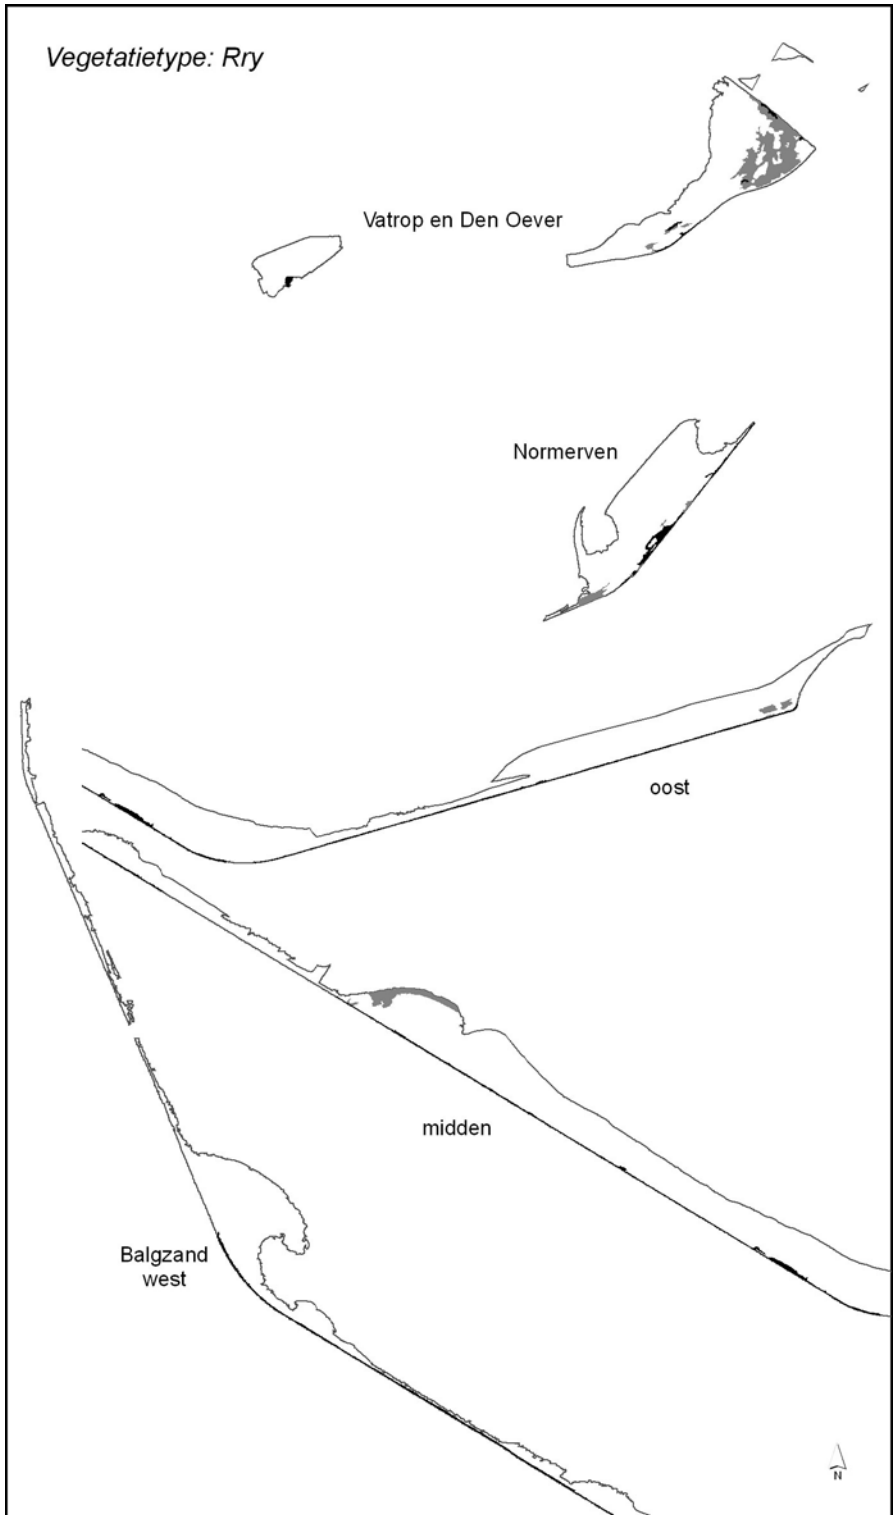 Vegetatietype: Rry
Vatrop en Den Oever
Normerven
oost
midden
Balgzand
west
N